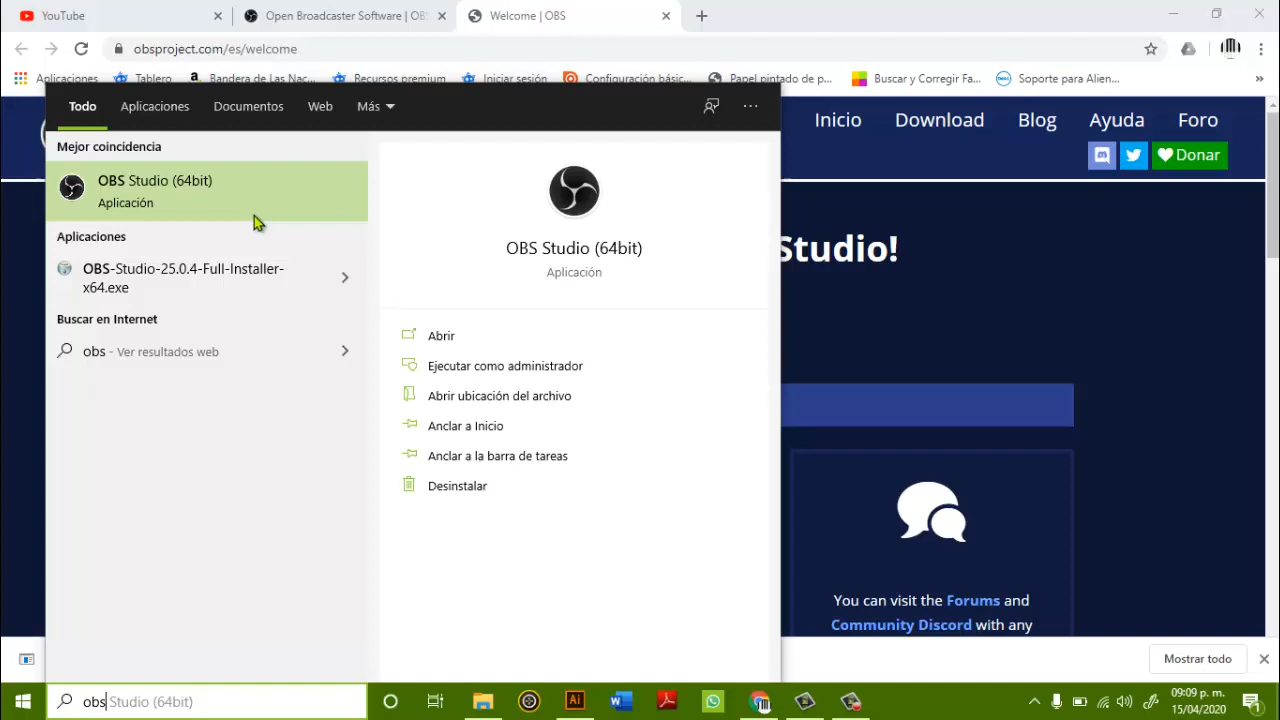 YouTube
Open Broadcaster Software | OBS
Welcome | OBS
obsproject.com/es/welcome
Aplicaciones
Tablero
Bandera de Las Nac...
Recursos premium
Iniciar sesión
Configuración básic...
Papel pintado de p...
Buscar y Corregir Fa...
Soporte para Alien...
»
Todo
Aplicaciones
Documentos
Web
Más
Inicio
Download
Blog
Ayuda
Foro
Donar
Mejor coincidencia
OBS Studio (64bit)
Aplicación
Aplicaciones
OBS-Studio-25.0.4-Full-Installer-
x64.exe
Buscar en Internet
obs - Ver resultados web
OBS Studio (64bit)
Aplicación
Abrir
Ejecutar como administrador
Abrir ubicación del archivo
Anclar a Inicio
Anclar a la barra de tareas
Desinstalar
Studio!
You can visit the Forums and
Community Discord with any
Mostrar todo
obs Studio (64bit)
Ai
09:09 p. m.
15/04/2020
1